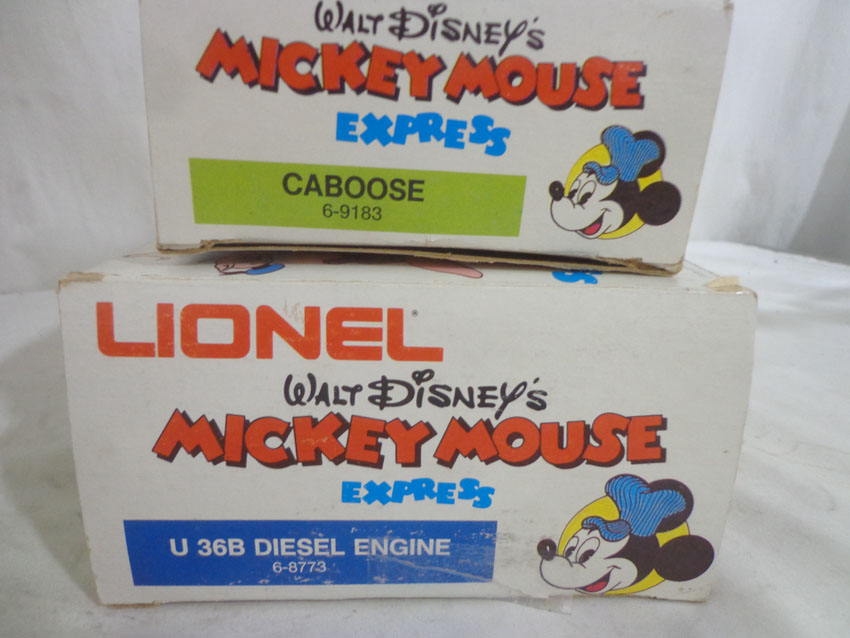 WALT DISNEY'S
MICKEY MOUSE
EXPRESS
CABOOSE
6-9183
LIONEL®
WALT DISNEY'S
MICKEY MOUSE
EXPRESS
U 36B DIESEL ENGINE
6-8773